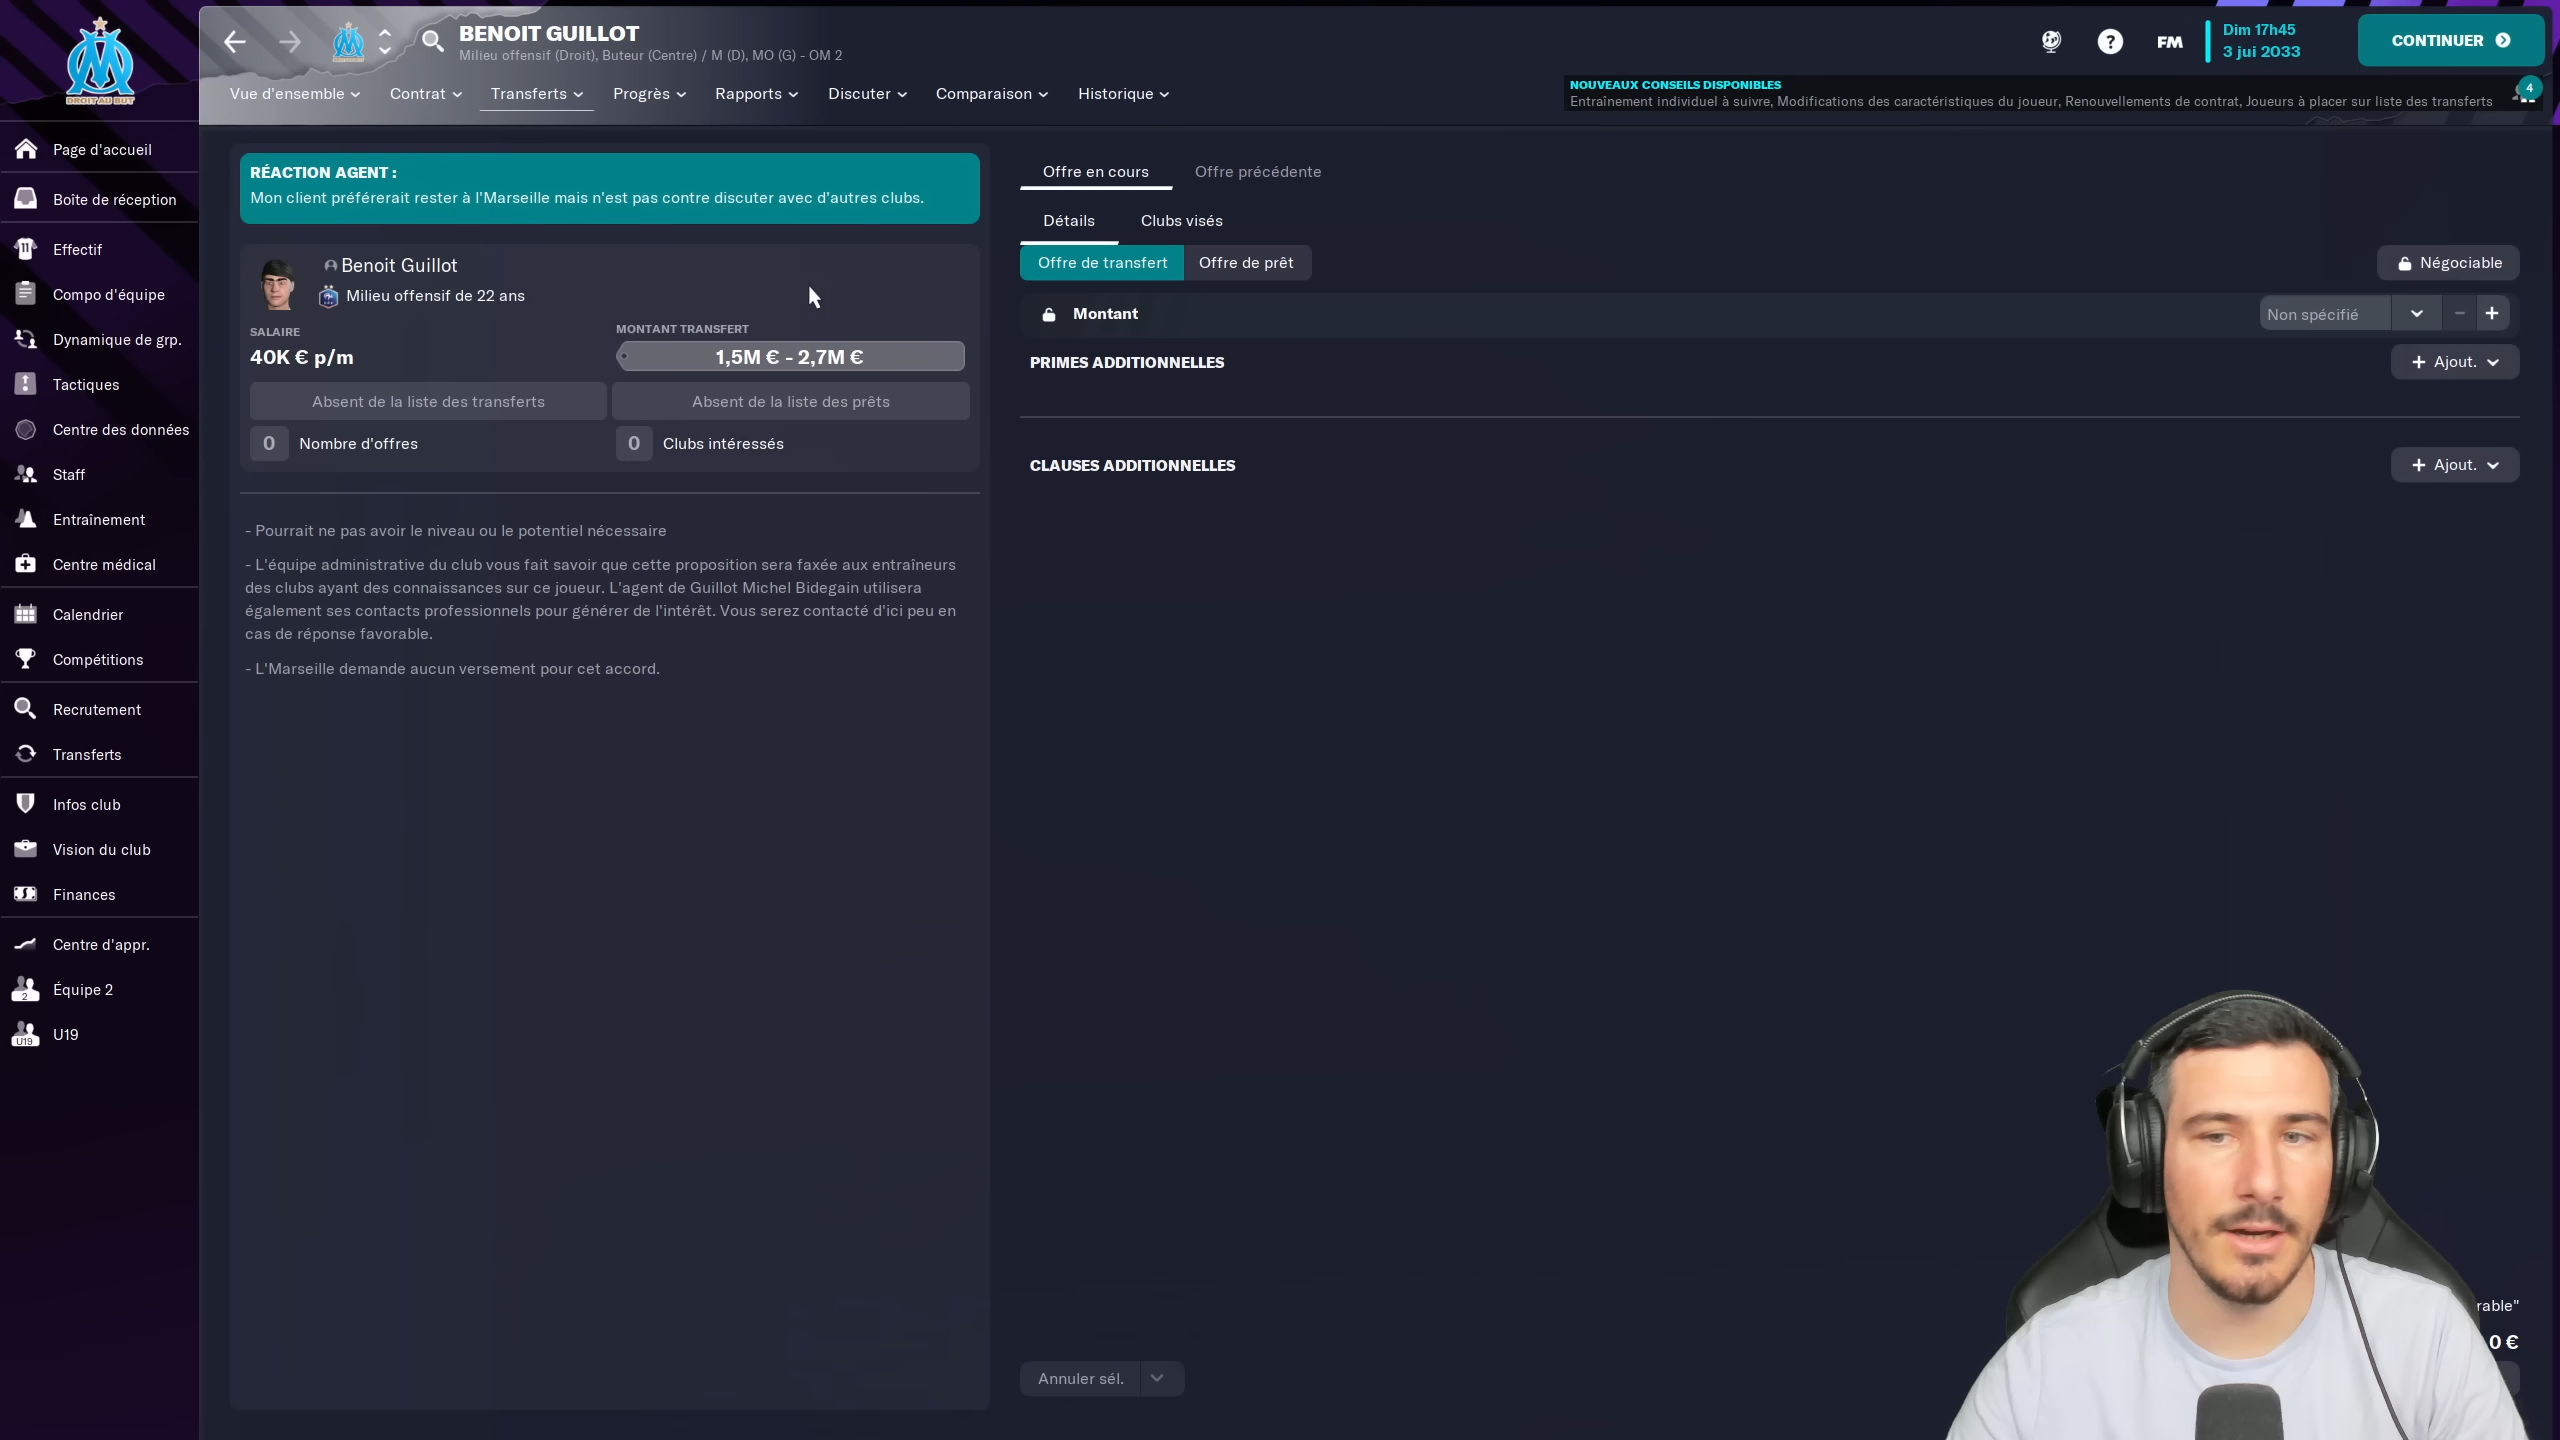 BENOIT GUILLOT
Milieu offensif (Droit), Buteur (Centre) / M (D), MO (G) - OM 2
FM
Dim 17h45
3 jui 2033
CONTINUER
Vue d'ensemble
Contrat
Transferts
Progrès
Rapports
Discuter
Comparaison
Historique
NOUVEAUX CONSEILS DISPONIBLES
Entraînement individuel à suivre, Modifications des caractéristiques du joueur, Renouvellements de contrat, Joueurs à placer sur liste des transferts
4
DROIT AU BUT
Page d'accueil
Boîte de réception
Effectif
Compo d'équipe
Dynamique de grp.
Tactiques
Centre des données
Staff
Entraînement
Centre médical
Calendrier
Compétitions
Recrutement
Transferts
Infos club
Vision du club
Finances
Centre d'appr.
2
Équipe 2
U19
U19
RÉACTION AGENT :
Mon client préférerait rester à l'Marseille mais n'est pas contre discuter avec d'autres clubs.
Benoit Guillot
Milieu offensif de 22 ans
SALAIRE
40K € p/m
MONTANT TRANSFERT
1,5M € - 2,7M €
Absent de la liste des transferts
Absent de la liste des prêts
0 Nombre d'offres
0 Clubs intéressés
- Pourrait ne pas avoir le niveau ou le potentiel nécessaire
- L'équipe administrative du club vous fait savoir que cette proposition sera faxée aux entraîneurs
des clubs ayant des connaissances sur ce joueur. L'agent de Guillot Michel Bidegain utilisera
également ses contacts professionnels pour générer de l'intérêt. Vous serez contacté d'ici peu en
cas de réponse favorable.
- L'Marseille demande aucun versement pour cet accord.
Offre en cours
Offre précédente
Détails
Clubs visés
Offre de transfert
Offre de prêt
Négociable
Montant
Non spécifié
PRIMES ADDITIONNELLES
Ajout.
CLAUSES ADDITIONNELLES
Ajout.
rable"
0 €
Annuler sél.